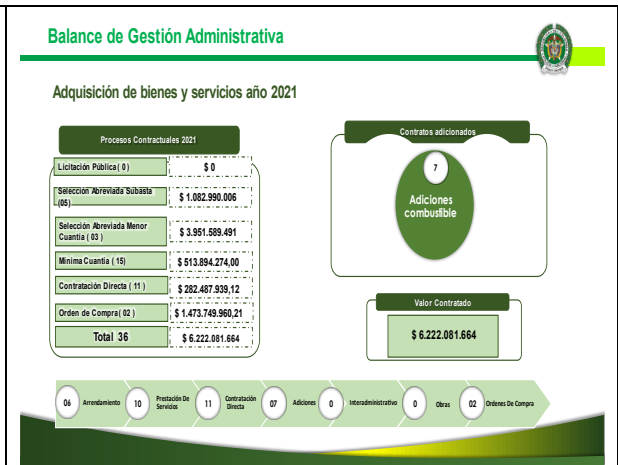 Balance de Gestión Administrativa
Adquisición de bienes y servicios año 2021
Procesos Contractuales 2021
Licitación Pública ( 0 )
$ 0
Selección Abreviada Subasta
(05)
$ 1.082.990.006
Selección Abreviada Menor
Cuantía ( 03 )
$ 3.951.589.491
Mínima Cuantía ( 15)
$ 513.894.274,00
Contratación Directa ( 11 )
$ 282.487.939,12
Orden de Compra( 02 )
$ 1.473.749.960,21
Total 36
$ 6.222.081.664
Contratos adicionados
7
Adiciones
combustible
Valor Contratado
$ 6.222.081.664
06
Arrendamiento
10
Prestación De
Servicios
11
Contratación
Directa
07
Adiciones
0
Interadministrativo
0
Obras
02
Ordenes De Compra